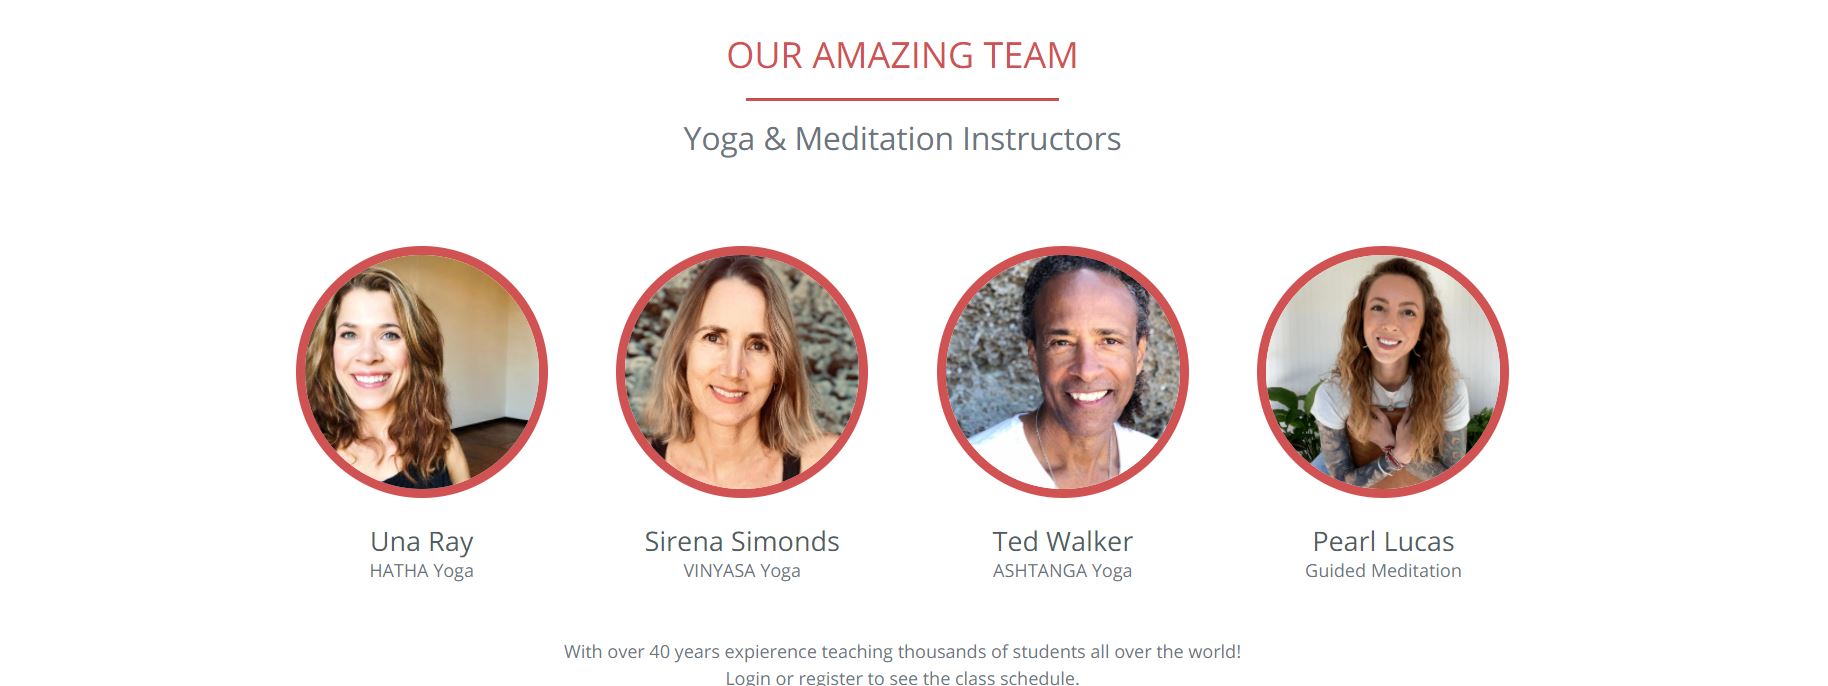 OUR AMAZING TEAM
Yoga & Meditation Instructors
Una Ray
HATHA Yoga
Sirena Simonds
VINYASA Yoga
Ted Walker
ASHTANGA Yoga
Pearl Lucas
Guided Meditation
With over 40 years expierence teaching thousands of students all over the world!
Login or register to see the class schedule.